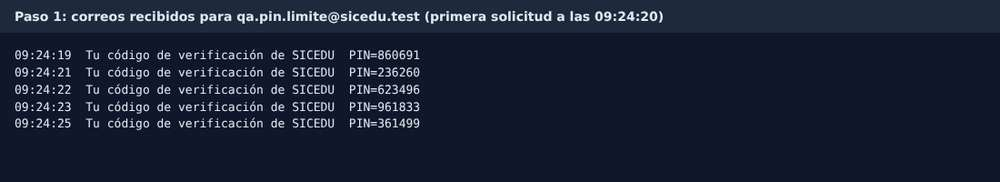 Paso 1: correos recibidos para qa.pin.limite@sicedu.test (primera solicitud a las 09:24:20)
09:24:19 Tu código de verificación de SICEDU PIN=860691
09:24:21 Tu código de verificación de SICEDU PIN=236260
09:24:22 Tu código de verificación de SICEDU PIN=623496
09:24:23 Tu código de verificación de SICEDU PIN=961833
09:24:25 Tu código de verificación de SICEDU PIN=361499